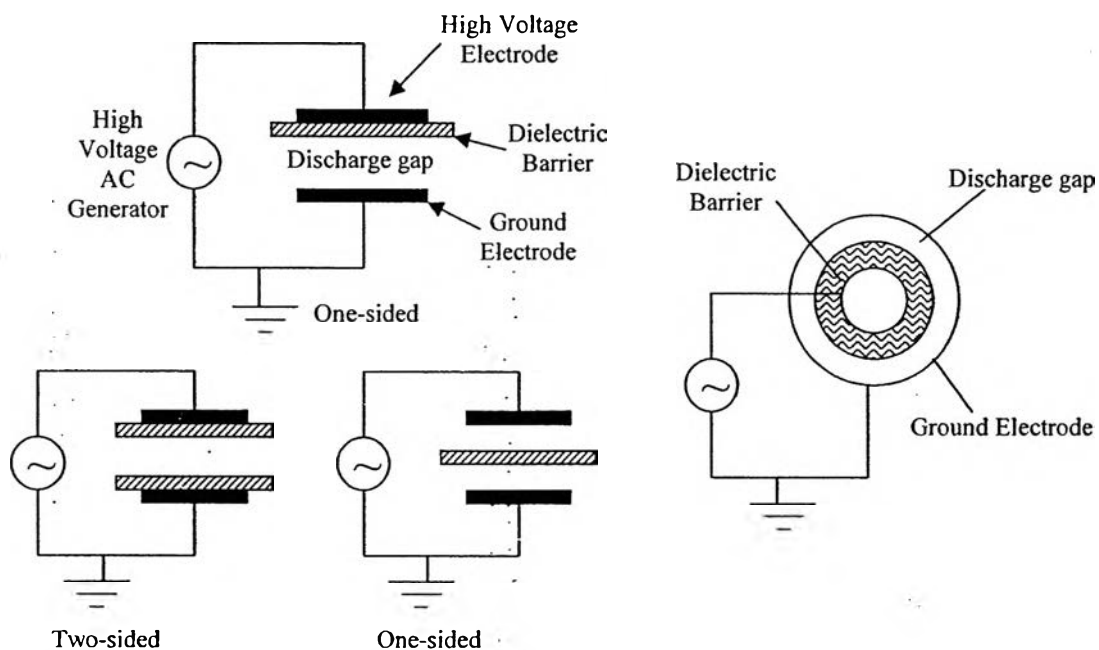 High Voltage
Electrode
High
Voltage
AC
Generator
Dielectric
Barrier
Discharge gap
Ground
Electrode
One-sided
Dielectric
Barrier
Discharge gap
Ground Electrode
Two-sided
One-sided